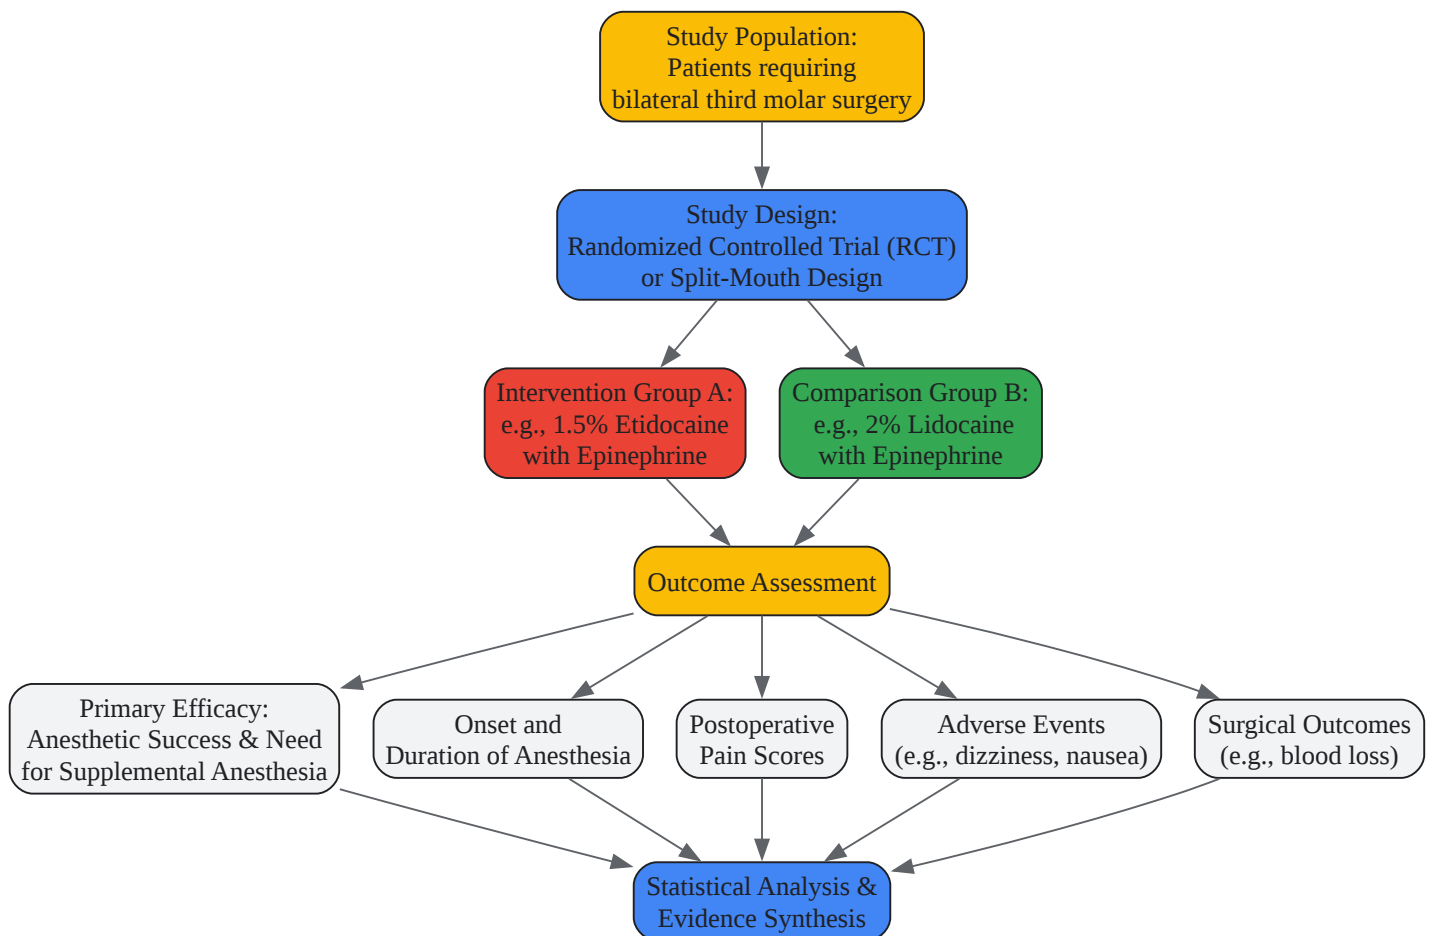 Study Population:
Patients requiring
bilateral third molar surgery
Study Design:
Randomized Controlled Trial (RCT)
or Split-Mouth Design
Intervention Group A:
e.g., 1.5% Etidocaine
with Epinephrine
Comparison Group B:
e.g., 2% Lidocaine
with Epinephrine
Outcome Assessment
Primary Efficacy:
Anesthetic Success & Need
for Supplemental Anesthesia
Onset and
Duration of Anesthesia
Postoperative
Pain Scores
Adverse Events
(e.g., dizziness, nausea)
Surgical Outcomes
(e.g., blood loss)
Statistical Analysis &
Evidence Synthesis